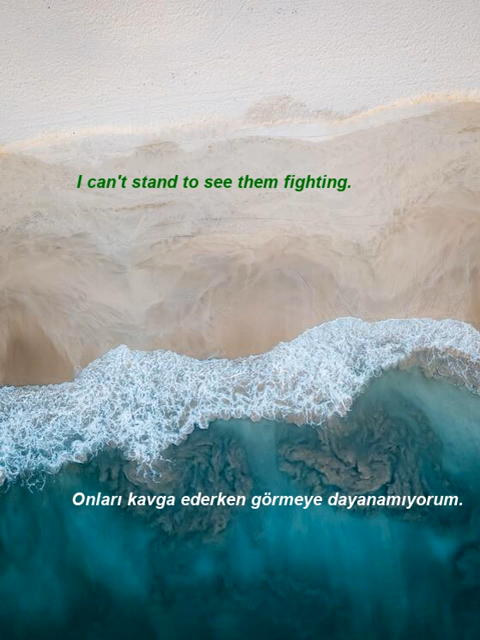 I can't stand to see them fighting.
Onları kavga ederken görmeye dayanamıyorum.